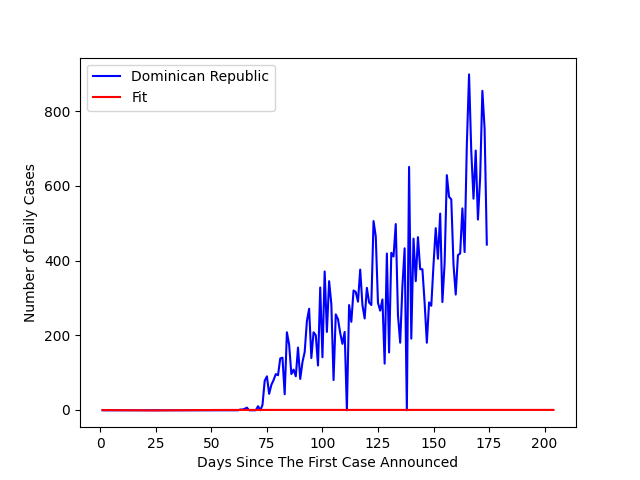 Dominican Republic
Fit
Number of Daily Cases
800
600
400
200
0
0 25 50 75 100 125 150 175 200
Days Since The First Case Announced